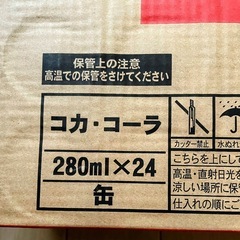 保管上の注意
高温での保管をさけてください
コカ・コーラ
280ml×24
缶
カッター禁止
水ぬれ
こちらを上にして
高温・直射日光を
涼しい場所に保
仕入れの順にご